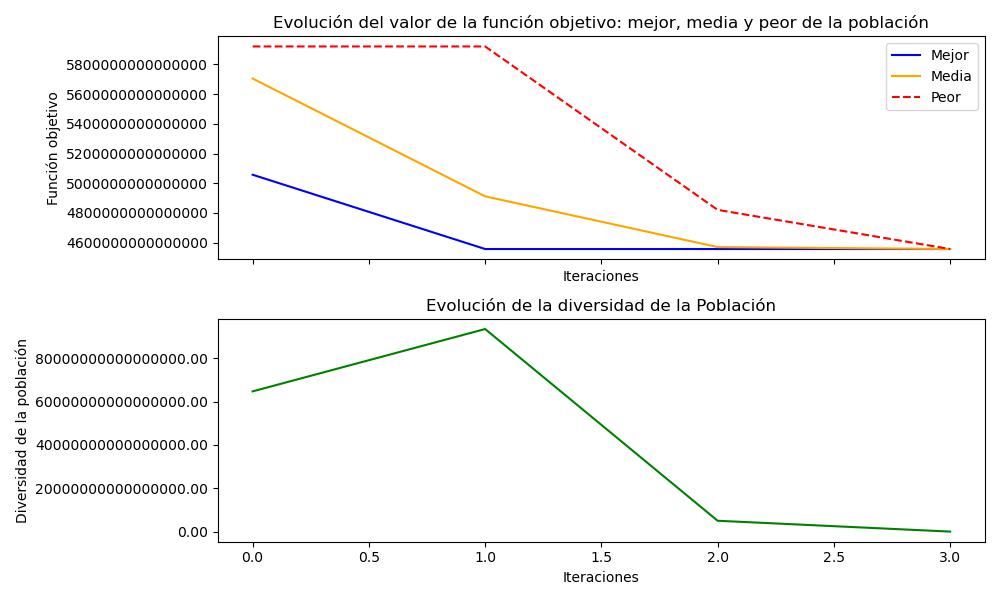 Evolución del valor de la función objetivo: mejor, media y peor de la población
Función objetivo
5800000000000000
5600000000000000
5400000000000000
5200000000000000
5000000000000000
4800000000000000
4600000000000000
Mejor
Media
Peor
Iteraciones
Evolución de la diversidad de la Población
Diversidad de la población
80000000000000000.00
60000000000000000.00
40000000000000000.00
20000000000000000.00
0.00
0.0 0.5 1.0 1.5 2.0 2.5 3.0
Iteraciones